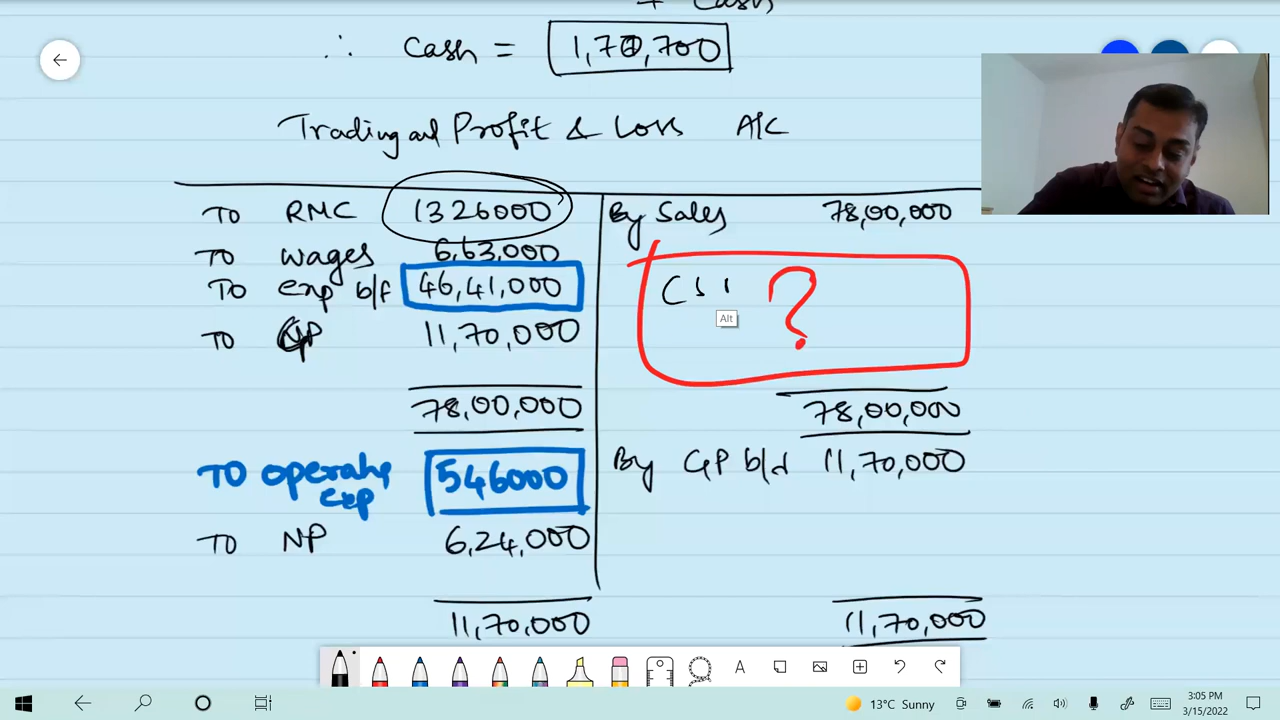 + Cash
∴ Cash = 1,70,700
Trading and Profit & Loss A/C
To RMC 1326000 By Sales 78,00,000
To wages 6,63,000
To exp b/f 46,41,000 ?
Alt
To GP 11,70,000
78,00,000 78,00,000
To operating exp 546000 By GP b/d 11,70,000
To NP 6,24,000
11,70,000 11,70,000
A
13°C Sunny
3:05 PM
3/15/2022